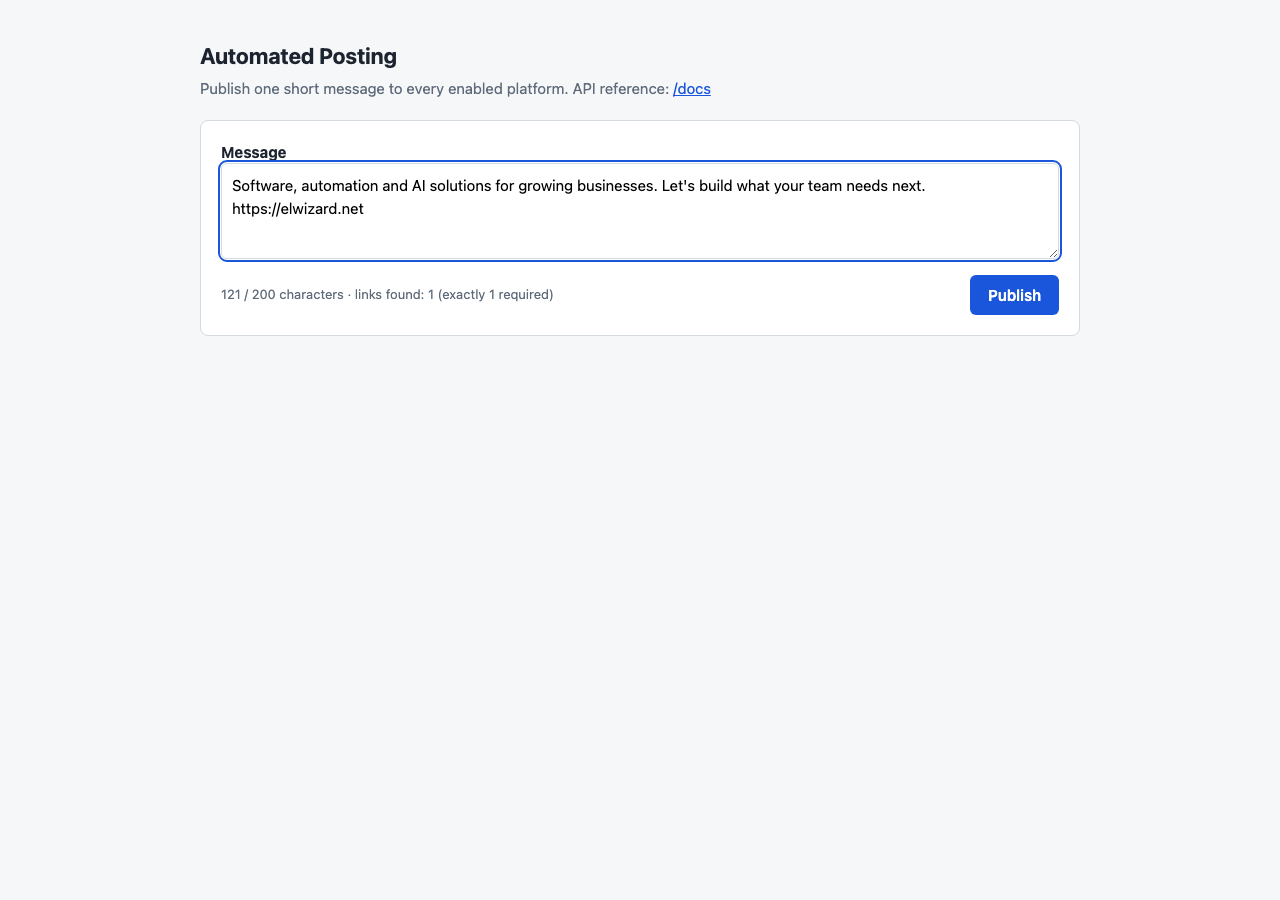 Automated Posting
Publish one short message to every enabled platform. API reference: /docs
Message
Software, automation and AI solutions for growing businesses. Let's build what your team needs next.
https://elwizard.net
121 / 200 characters · links found: 1 (exactly 1 required)
Publish